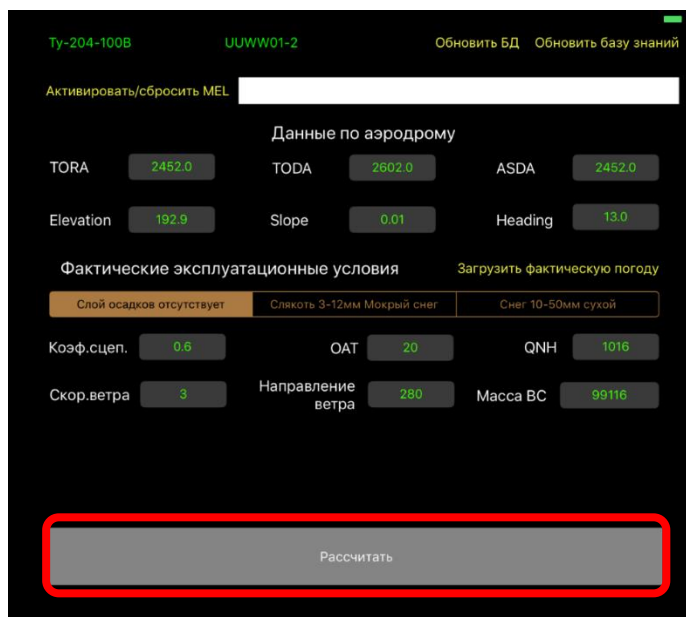 Ту-204-100В UUWW01-2 Обновить БД Обновить базу знаний
Активировать/сбросить MEL
Данные по аэродрому
TORA 2452.0 TODA 2602.0 ASDA 2452.0
Elevation 192.9 Slope 0.01 Heading 13.0
Фактические эксплуатационные условия Загрузить фактическую погоду
Слой осадков отсутствует Слякоть 3-12мм Мокрый снег Снег 10-50мм сухой
Коэф.сцеп. 0.6 OAT 20 QNH 1016
Скор.ветра 3 Направление ветра 280 Масса ВС 99116
Рассчитать